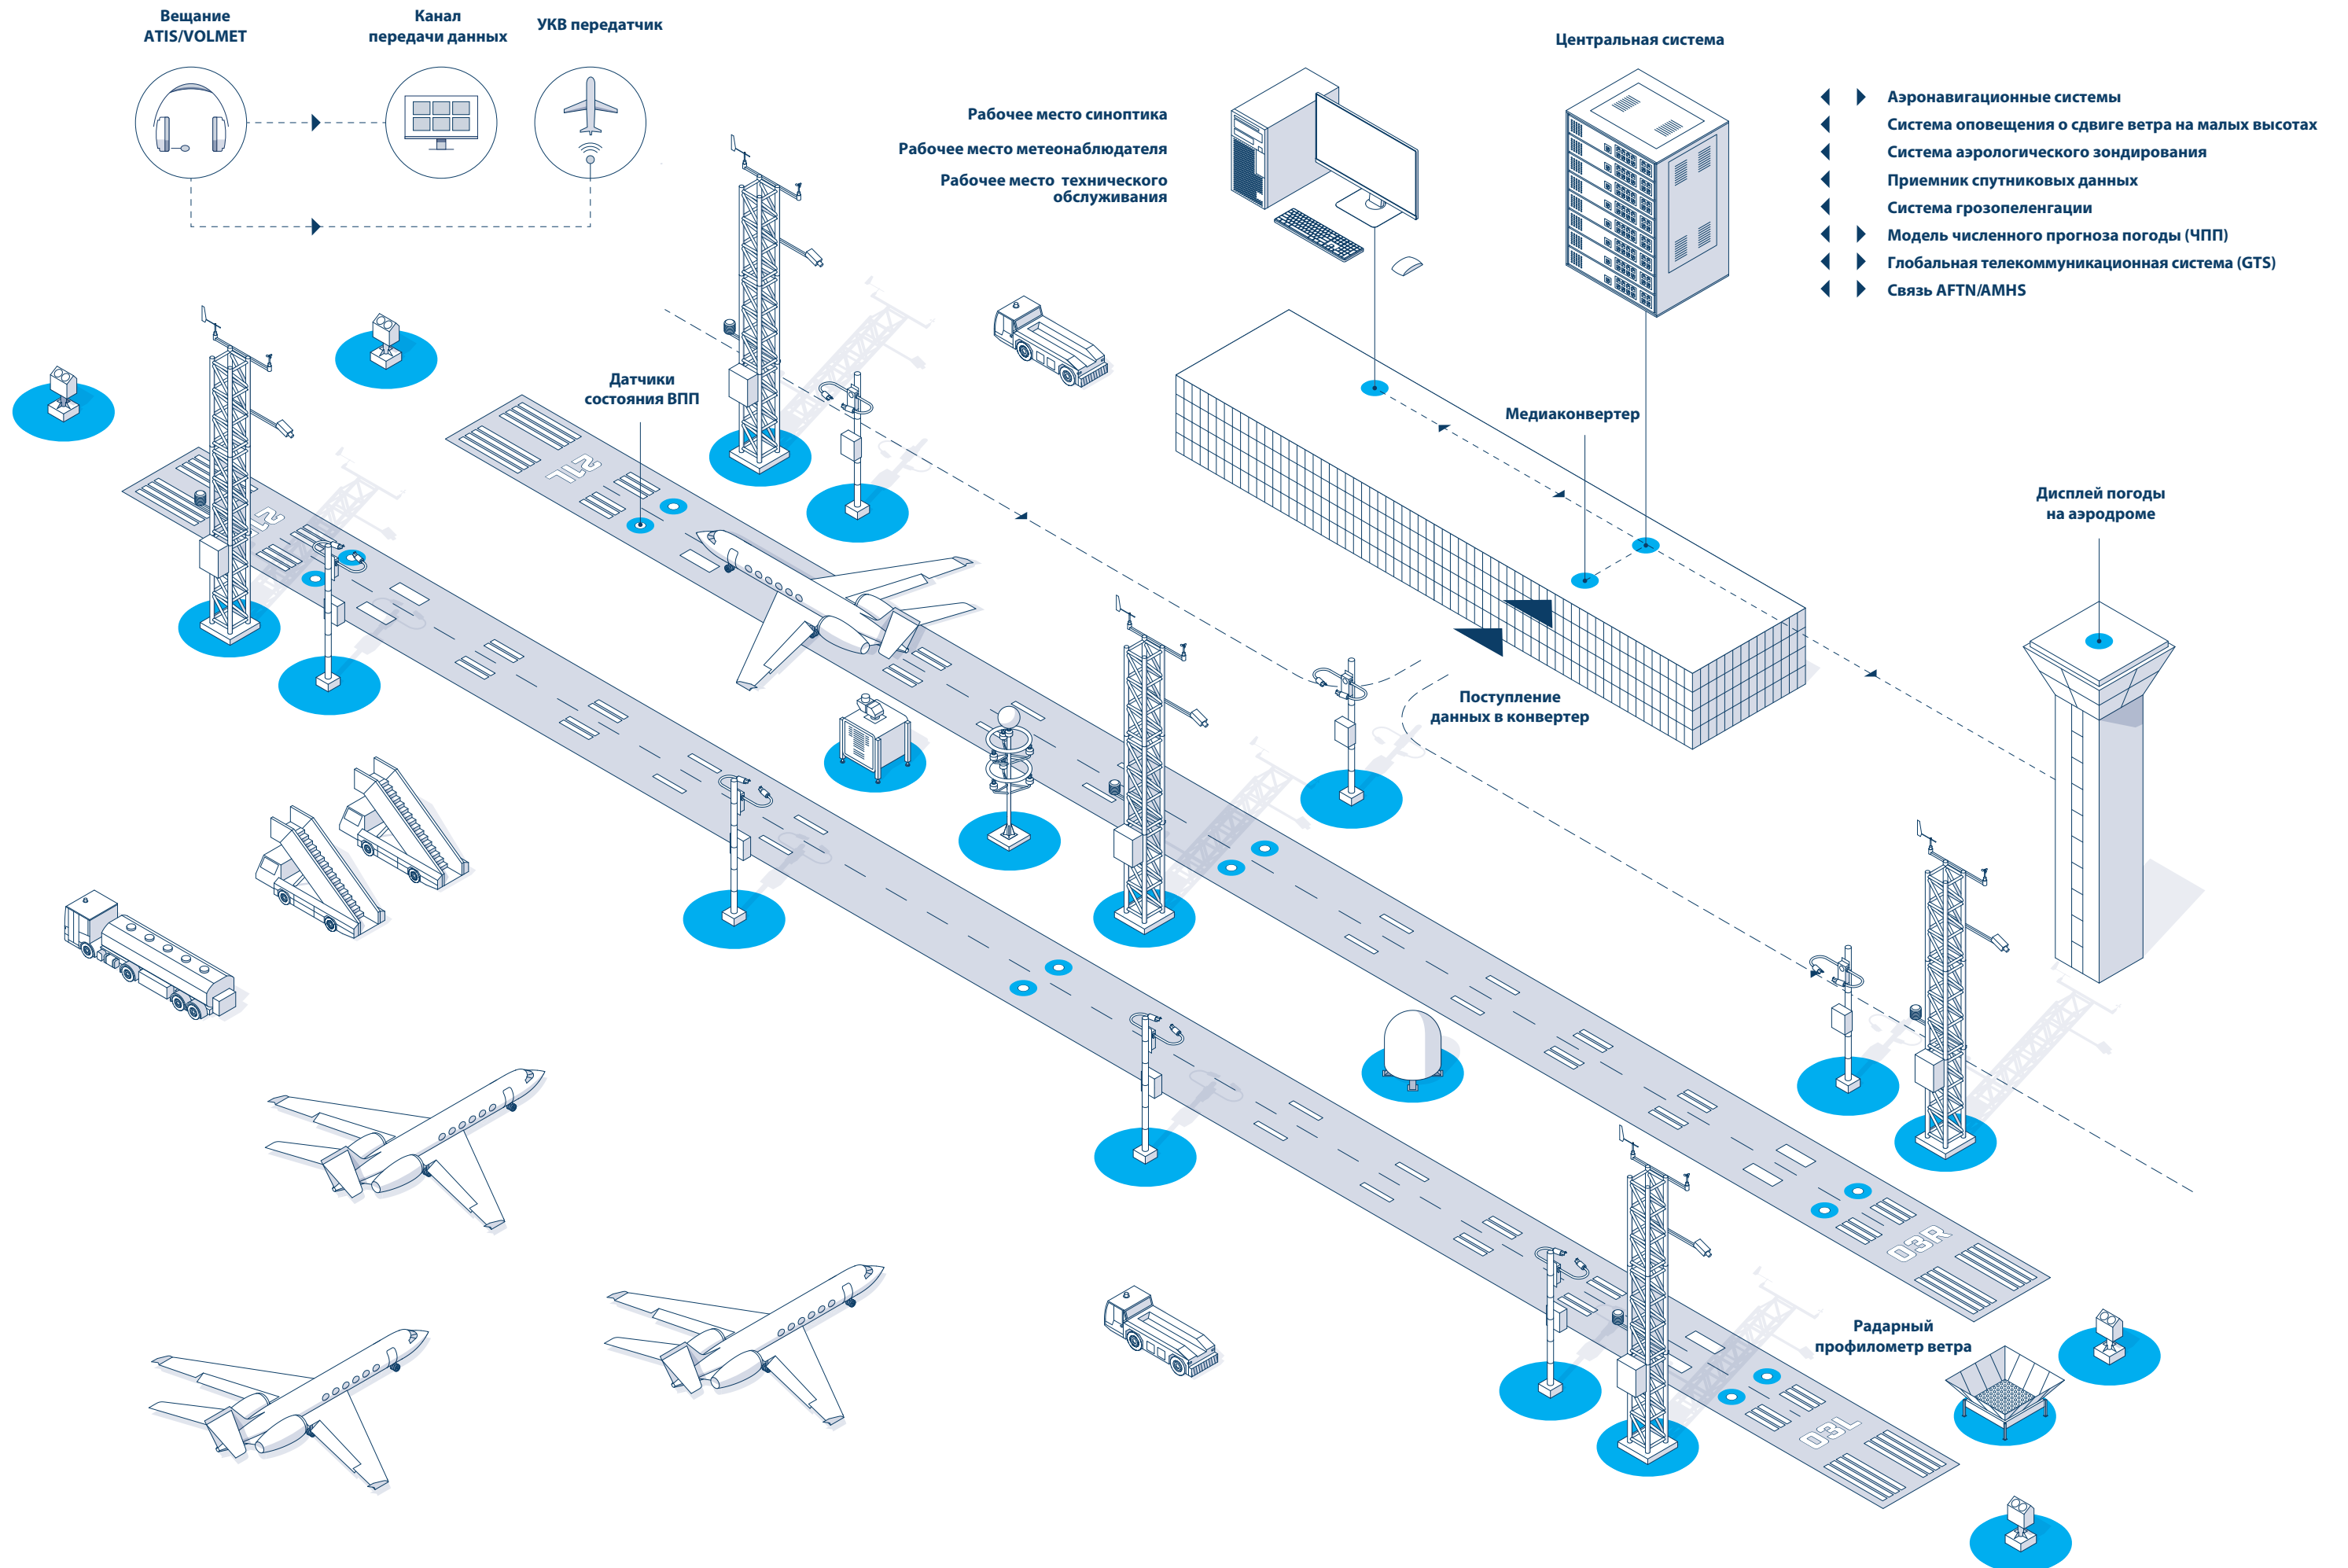 Вещание
ATIS/VOLMET
Канал
передачи данных
УКВ передатчик
Центральная система
Рабочее место синоптика
Рабочее место метеонаблюдателя
Рабочее место технического
обслуживания
Аэронавигационные системы
Система оповещения о сдвиге ветра на малых высотах
Система аэрологического зондирования
Приемник спутниковых данных
Система грозопеленгации
Модель численного прогноза погоды (ЧПП)
Глобальная телекоммуникационная система (GTS)
Связь AFTN/AMHS
Датчики
состояния ВПП
Медиаконвертер
Дисплей погоды
на аэродроме
21L
Поступление
данных в конвертер
03R
Радарный
профилометр ветра
03L